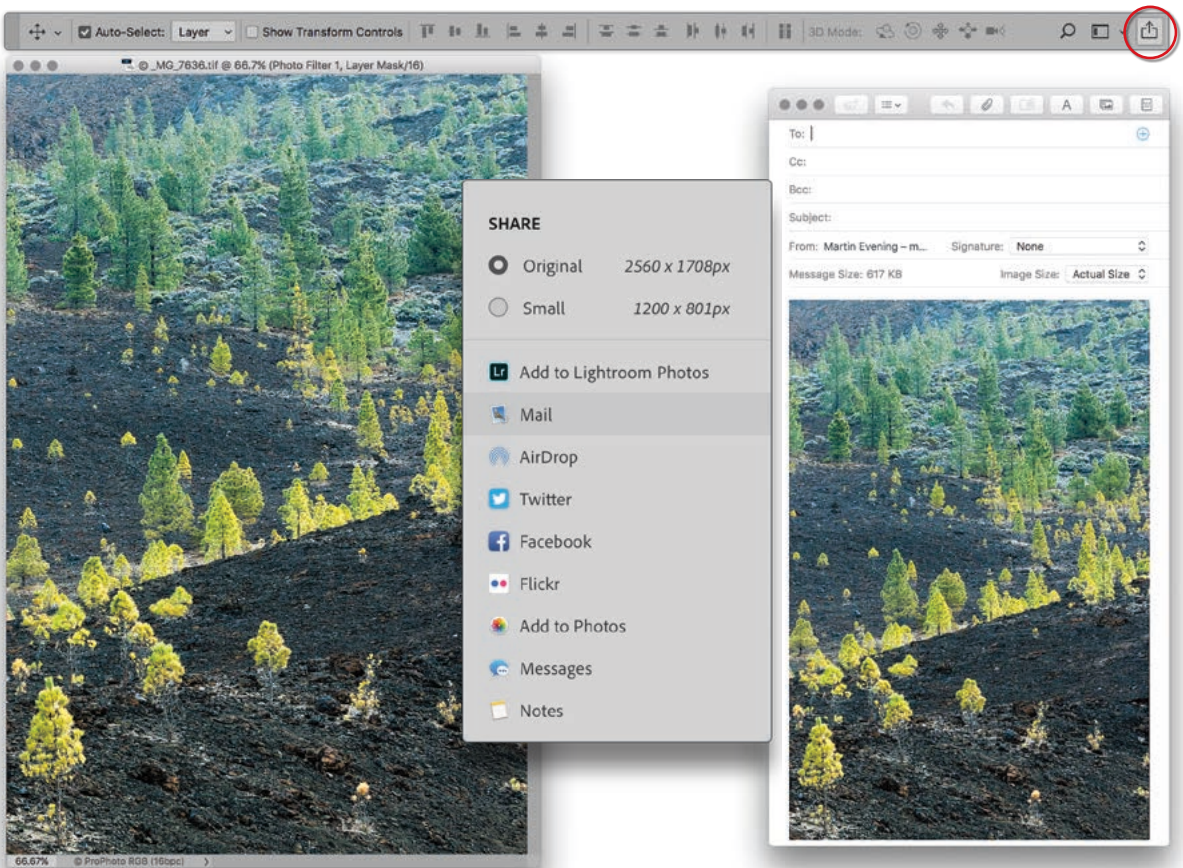 Auto-Select: Layer Show Transform Controls 3D Mode:
© _MG_7636.tif @ 66.7% (Photo Filter 1, Layer Mask/16)
66.67% © ProPhoto RGB (16bpc)
SHARE
Original 2560 x 1708px
Small 1200 x 801px
Lr Add to Lightroom Photos
Mail
AirDrop
Twitter
Facebook
Flickr
Add to Photos
Messages
Notes
To:
Cc:
Bcc:
Subject:
From: Martin Evening – m... Signature: None
Message Size: 617 KB Image Size: Actual Size